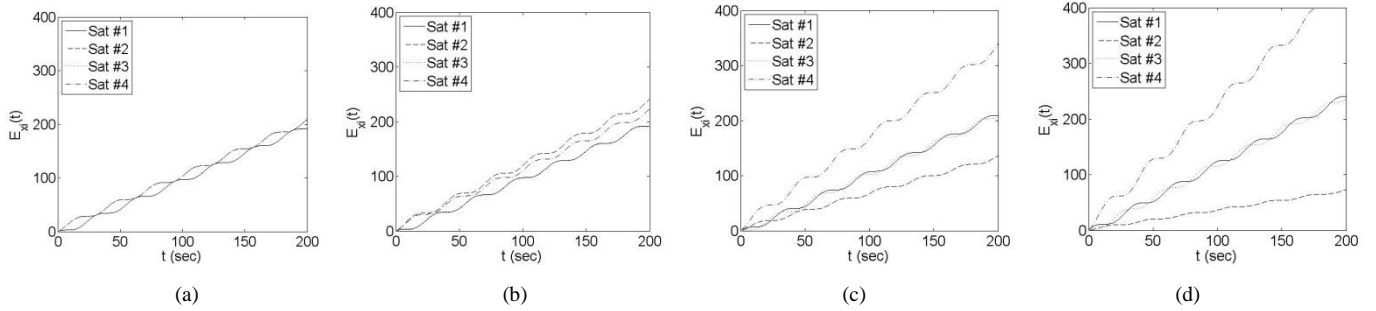 400
300
200
100
0
E_xi(t)
Sat #1
Sat #2
Sat #3
Sat #4
0 50 100 150 200
t (sec)
(a)
400
300
200
100
0
E_xi(t)
Sat #1
Sat #2
Sat #3
Sat #4
0 50 100 150 200
t (sec)
(b)
400
300
200
100
0
E_xi(t)
Sat #1
Sat #2
Sat #3
Sat #4
0 50 100 150 200
t (sec)
(c)
400
300
200
100
0
E_xi(t)
Sat #1
Sat #2
Sat #3
Sat #4
0 50 100 150 200
t (sec)
(d)